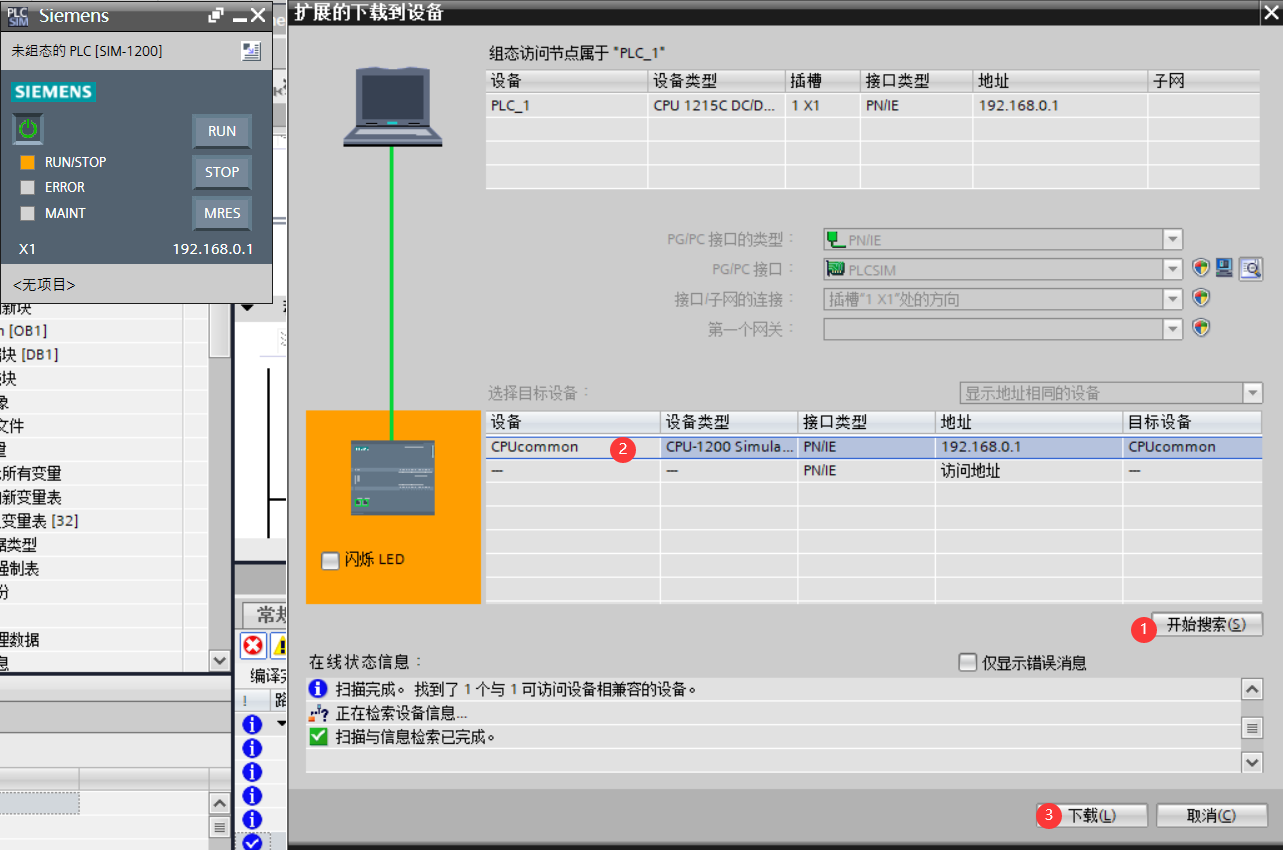 PLC SIM Siemens
未组态的 PLC [SIM-1200]
SIEMENS
RUN
RUN/STOP
STOP
ERROR
MAINT
MRES
X1 192.168.0.1
<无项目>
新块
[OB1]
块 [DB1]
块
象
文件
量
所有变量
新变量表
变量表 [32]
据类型
强制表
份
理数据
息
常规
编译完
!
扩展的下载到设备
组态访问节点属于 "PLC_1"
设备 设备类型 插槽 接口类型 地址 子网
PLC_1 CPU 1215C DC/D... 1 X1 PN/IE 192.168.0.1
PG/PC 接口的类型： PN/IE
PG/PC 接口： PLCSIM
接口/子网的连接： 插槽"1 X1"处的方向
第一个网关：
选择目标设备： 显示地址相同的设备
设备 设备类型 接口类型 地址 目标设备
CPUcommon 2 CPU-1200 Simula... PN/IE 192.168.0.1 CPUcommon
— — PN/IE 访问地址 —
闪烁 LED
1 开始搜索(S)
在线状态信息： 仅显示错误消息
扫描完成。 找到了 1 个与 1 可访问设备相兼容的设备。
正在检索设备信息...
扫描与信息检索已完成。
3 下载(L) 取消(C)